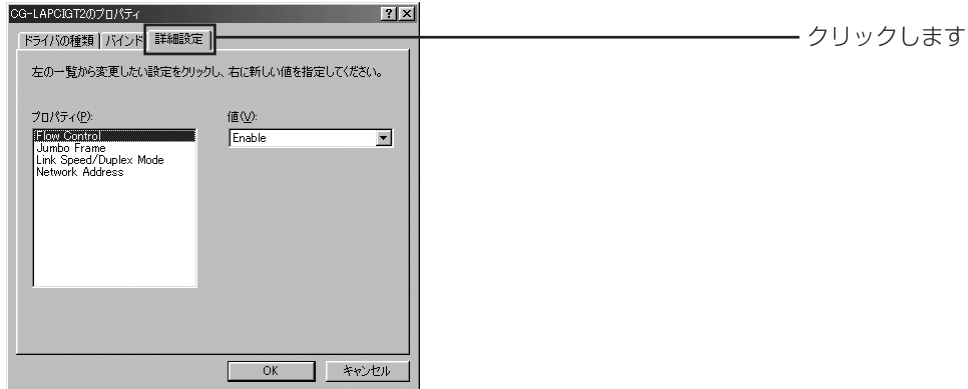 CG-LAPCIGT2のプロパティ
ドライバの種類 バインド 詳細設定
クリックします
左の一覧から変更したい設定をクリックし、右に新しい値を指定してください。
プロパティ(P):
値(V):
Flow Control
Enable
Jumbo Frame
Link Speed/Duplex Mode
Network Address
OK キャンセル